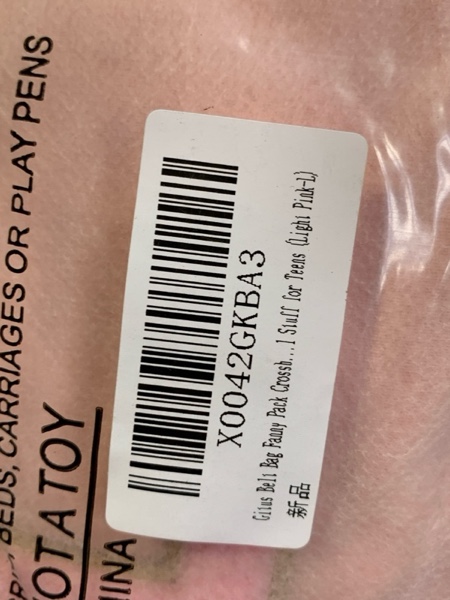 BEDS, CARRIAGES OR PLAY PENS
OT A TOY
INA
X0042GKBA3
Gilus Belt Bag Fanny Pack Crossb...l Stuff for Teens (Light Pink-L)
新品